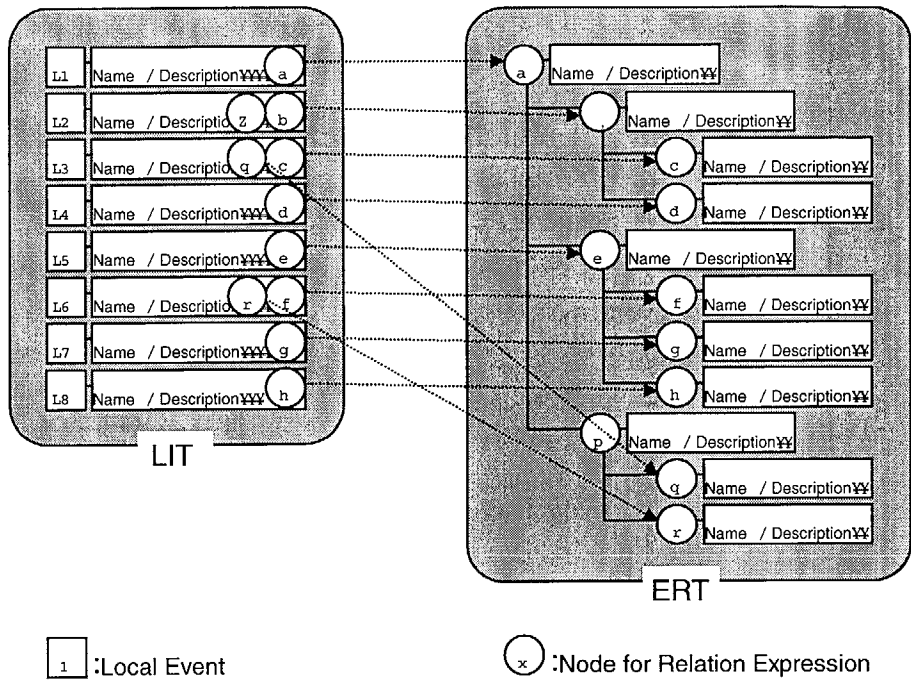 L1 Name / Description¥¥¥¥ a
L2 Name / Descriptio Z b
L3 Name / Descriptio q c
L4 Name / Description¥¥¥¥ d
L5 Name / Description¥¥¥¥ e
L6 Name / Descriptio r f
L7 Name / Description¥¥¥¥ g
L8 Name / Description¥¥¥ h
LIT
a Name / Description¥¥
Name / Description¥¥
c Name / Description¥¥
d Name / Description¥¥
e Name / Description¥¥
f Name / Description¥¥
g Name / Description¥¥
h Name / Description¥¥
p Name / Description¥¥
q Name / Description¥¥
r Name / Description¥¥
ERT
1 :Local Event
x :Node for Relation Expression